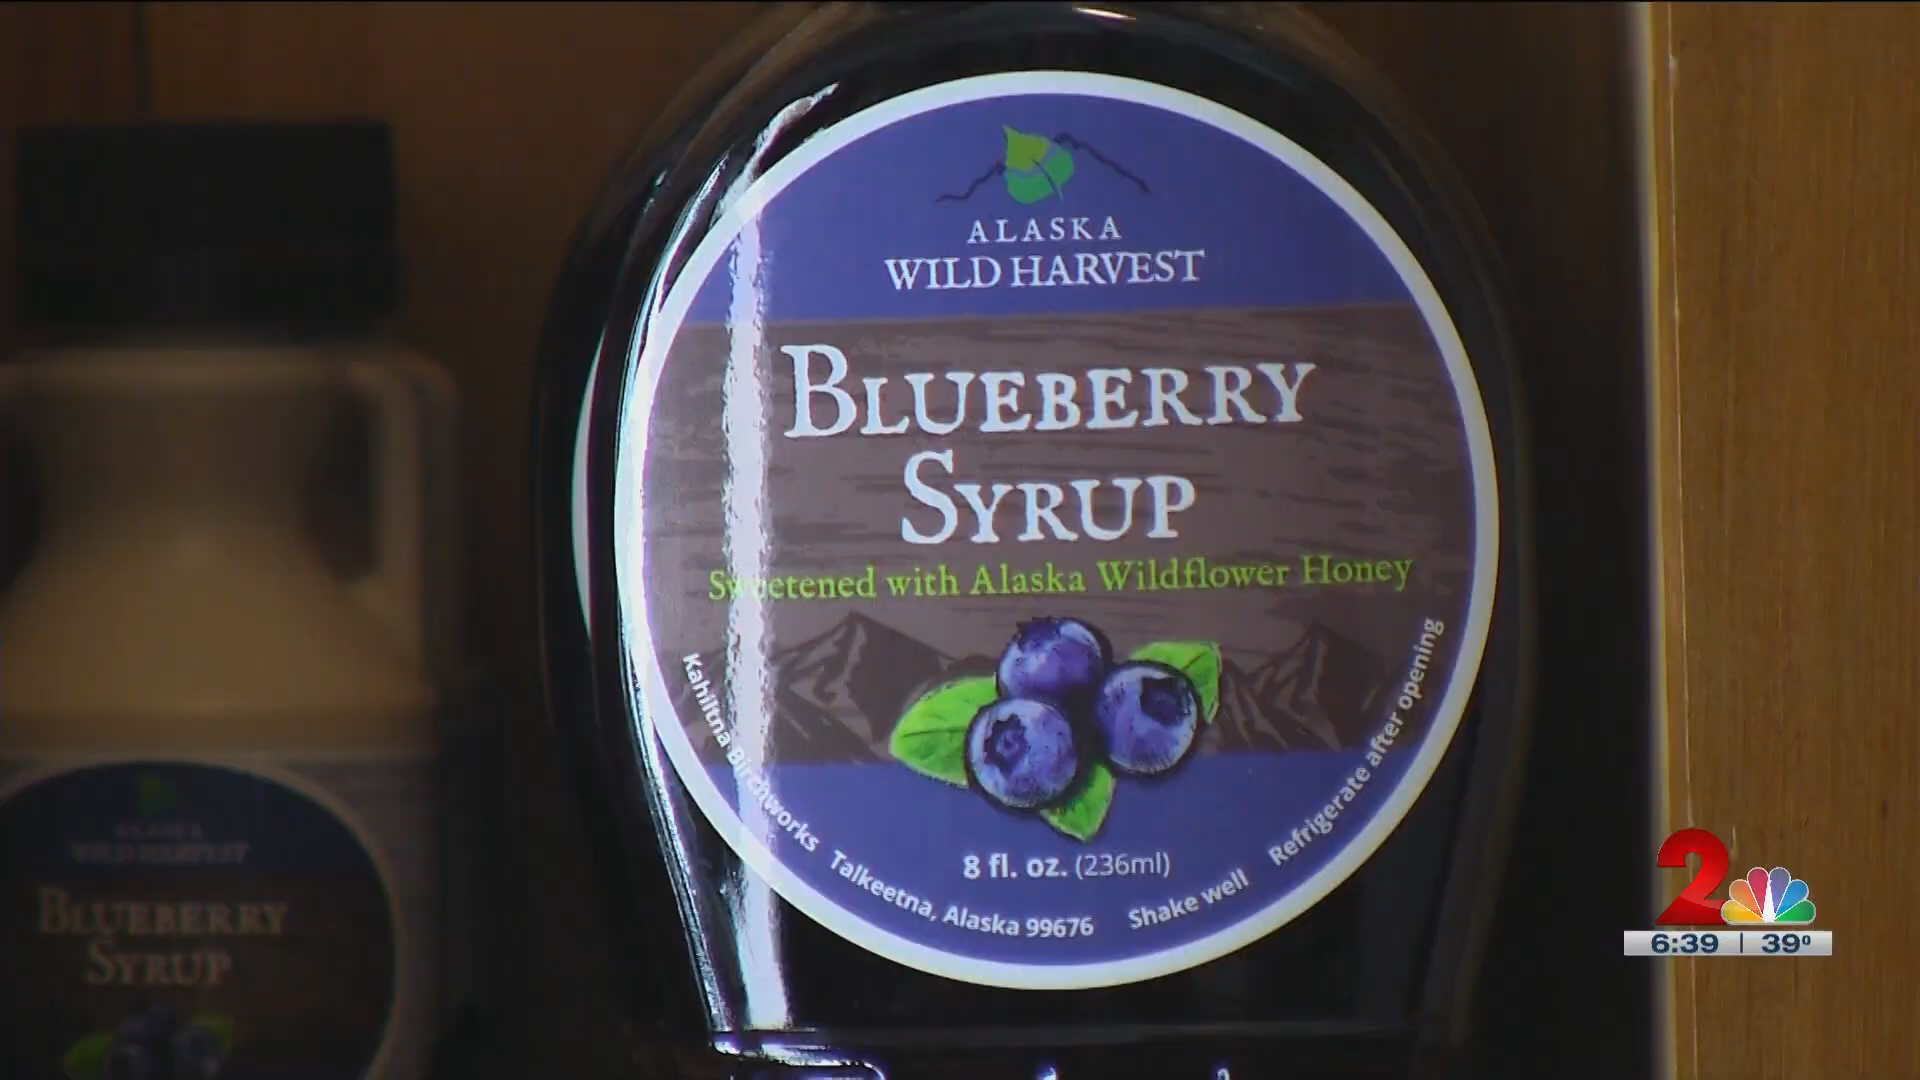 ALASKA
WILD HARVEST
BLUEBERRY
SYRUP
Sweetened with Alaska Wildflower Honey
8 fl. oz. (236ml)
Kahiltna Birchworks Talkeetna, Alaska 99676 Shake well Refrigerate after opening
ALASKA
WILD HARVEST
BLUEBERRY
SYRUP
2
6:39 | 39º